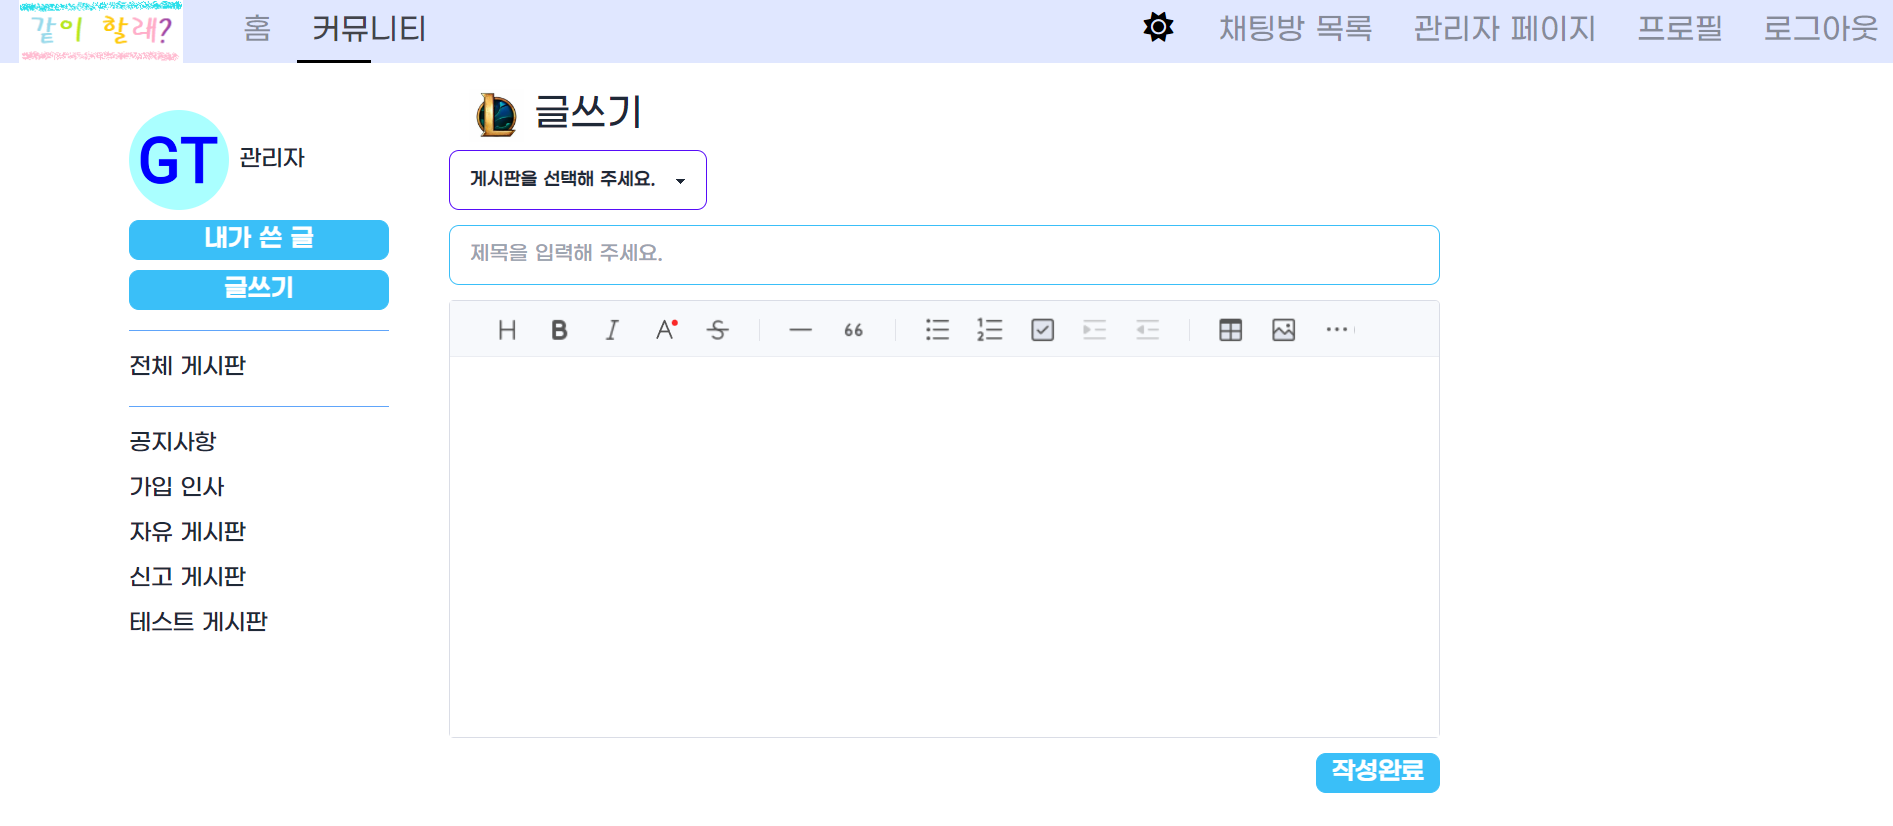 같이 할래?
홈 커뮤니티 채팅방 목록 관리자 페이지 프로필 로그아웃
GT 관리자
내가 쓴 글
글쓰기
전체 게시판
공지사항
가입 인사
자유 게시판
신고 게시판
테스트 게시판
L 글쓰기
게시판을 선택해 주세요.
제목을 입력해 주세요.
H B I A S
작성완료